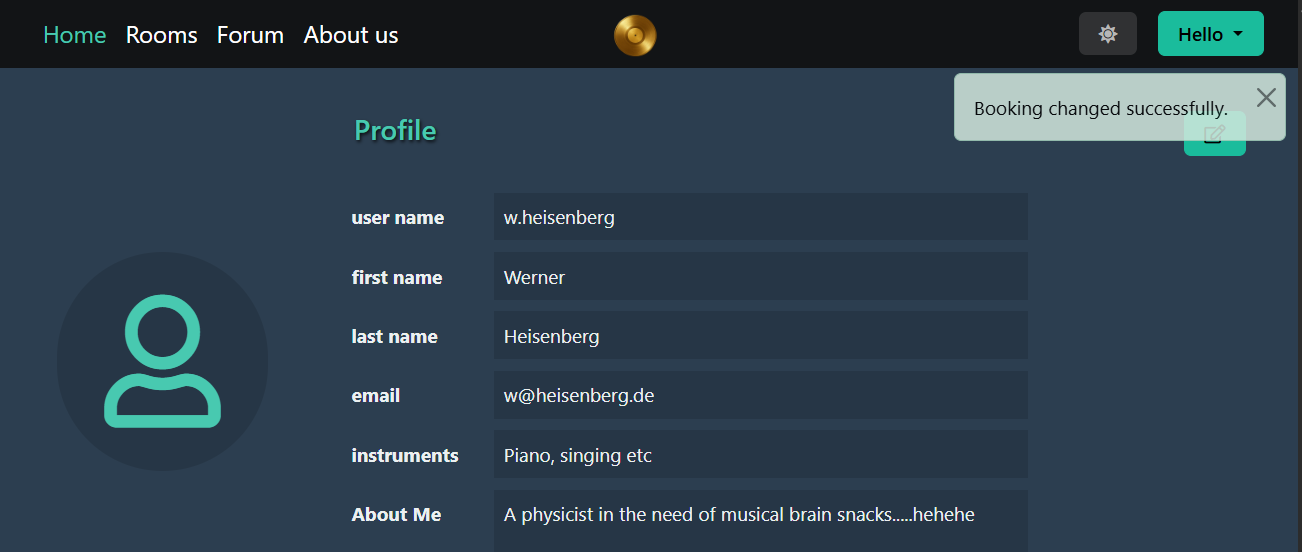 Home Rooms Forum About us Hello
Booking changed successfully.
Profile
user name w.heisenberg
first name Werner
last name Heisenberg
email w@heisenberg.de
instruments Piano, singing etc
About Me A physicist in the need of musical brain snacks.....hehehe